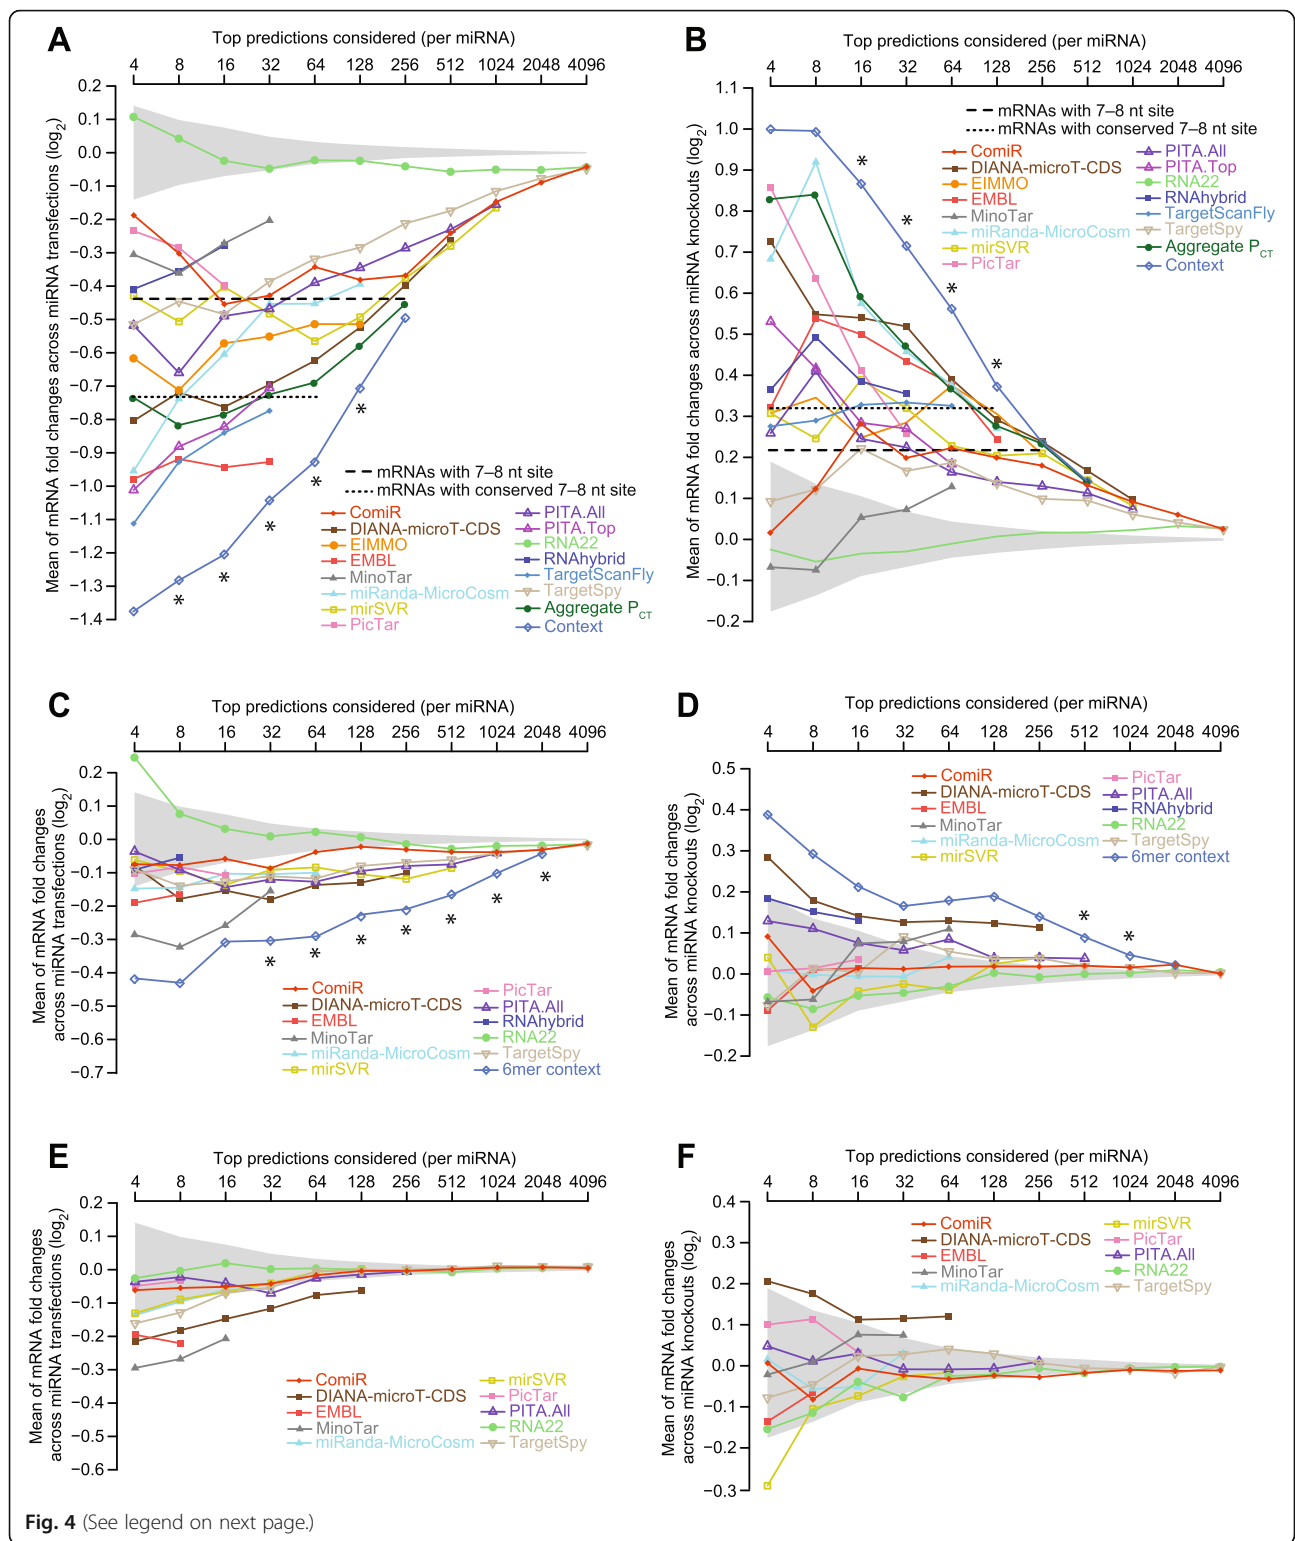 A
Top predictions considered (per miRNA)
4 8 16 32 64 128 256 512 1024 2048 4096
Mean of mRNA fold changes across miRNA transfections (log2)
0.2
0.1
0.0
−0.1
−0.2
−0.3
−0.4
−0.5
−0.6
−0.7
−0.8
−0.9
−1.0
−1.1
−1.2
−1.3
−1.4
* * * * * *
mRNAs with 7–8 nt site
mRNAs with conserved 7–8 nt site
ComiR
DIANA-microT-CDS
EIMMO
EMBL
MinoTar
miRanda-MicroCosm
mirSVR
PicTar
PITA.All
PITA.Top
RNA22
RNAhybrid
TargetScanFly
TargetSpy
Aggregate PCT
Context
B
Top predictions considered (per miRNA)
4 8 16 32 64 128 256 512 1024 2048 4096
Mean of mRNA fold changes across miRNA knockouts (log2)
1.1
1.0
0.9
0.8
0.7
0.6
0.5
0.4
0.3
0.2
0.1
0.0
−0.1
−0.2
* * * *
mRNAs with 7–8 nt site
mRNAs with conserved 7–8 nt site
ComiR
DIANA-microT-CDS
EIMMO
EMBL
MinoTar
miRanda-MicroCosm
mirSVR
PicTar
PITA.All
PITA.Top
RNA22
RNAhybrid
TargetScanFly
TargetSpy
Aggregate PCT
Context
C
Top predictions considered (per miRNA)
4 8 16 32 64 128 256 512 1024 2048 4096
Mean of mRNA fold changes
across miRNA transfections (log2)
0.2
0.1
0.0
−0.1
−0.2
−0.3
−0.4
−0.5
−0.6
−0.7
* * * * * * *
ComiR
DIANA-microT-CDS
EMBL
MinoTar
miRanda-MicroCosm
mirSVR
PicTar
PITA.All
RNAhybrid
RNA22
TargetSpy
6mer context
D
Top predictions considered (per miRNA)
4 8 16 32 64 128 256 512 1024 2048 4096
Mean of mRNA fold changes
across miRNA knockouts (log2)
0.5
0.4
0.3
0.2
0.1
0.0
−0.1
−0.2
* *
ComiR
DIANA-microT-CDS
EMBL
MinoTar
miRanda-MicroCosm
mirSVR
PicTar
PITA.All
RNAhybrid
RNA22
TargetSpy
6mer context
E
Top predictions considered (per miRNA)
4 8 16 32 64 128 256 512 1024 2048 4096
Mean of mRNA fold changes
across miRNA transfections (log2)
0.2
0.1
0.0
−0.1
−0.2
−0.3
−0.4
−0.5
−0.6
ComiR
DIANA-microT-CDS
EMBL
MinoTar
miRanda-MicroCosm
mirSVR
PicTar
PITA.All
RNA22
TargetSpy
F
Top predictions considered (per miRNA)
4 8 16 32 64 128 256 512 1024 2048 4096
Mean of mRNA fold changes
across miRNA knockouts (log2)
0.4
0.3
0.2
0.1
0.0
−0.1
−0.2
−0.3
ComiR
DIANA-microT-CDS
EMBL
MinoTar
miRanda-MicroCosm
mirSVR
PicTar
PITA.All
RNA22
TargetSpy
Fig. 4 (See legend on next page.)